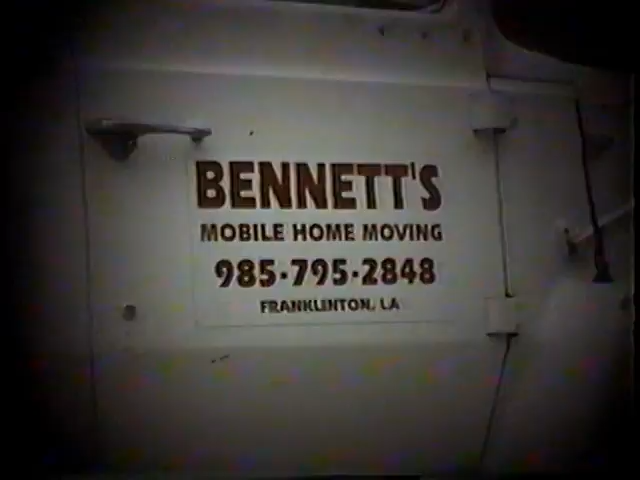 BENNETT'S
MOBILE HOME MOVING
985-795-2848
FRANKLINTON, LA